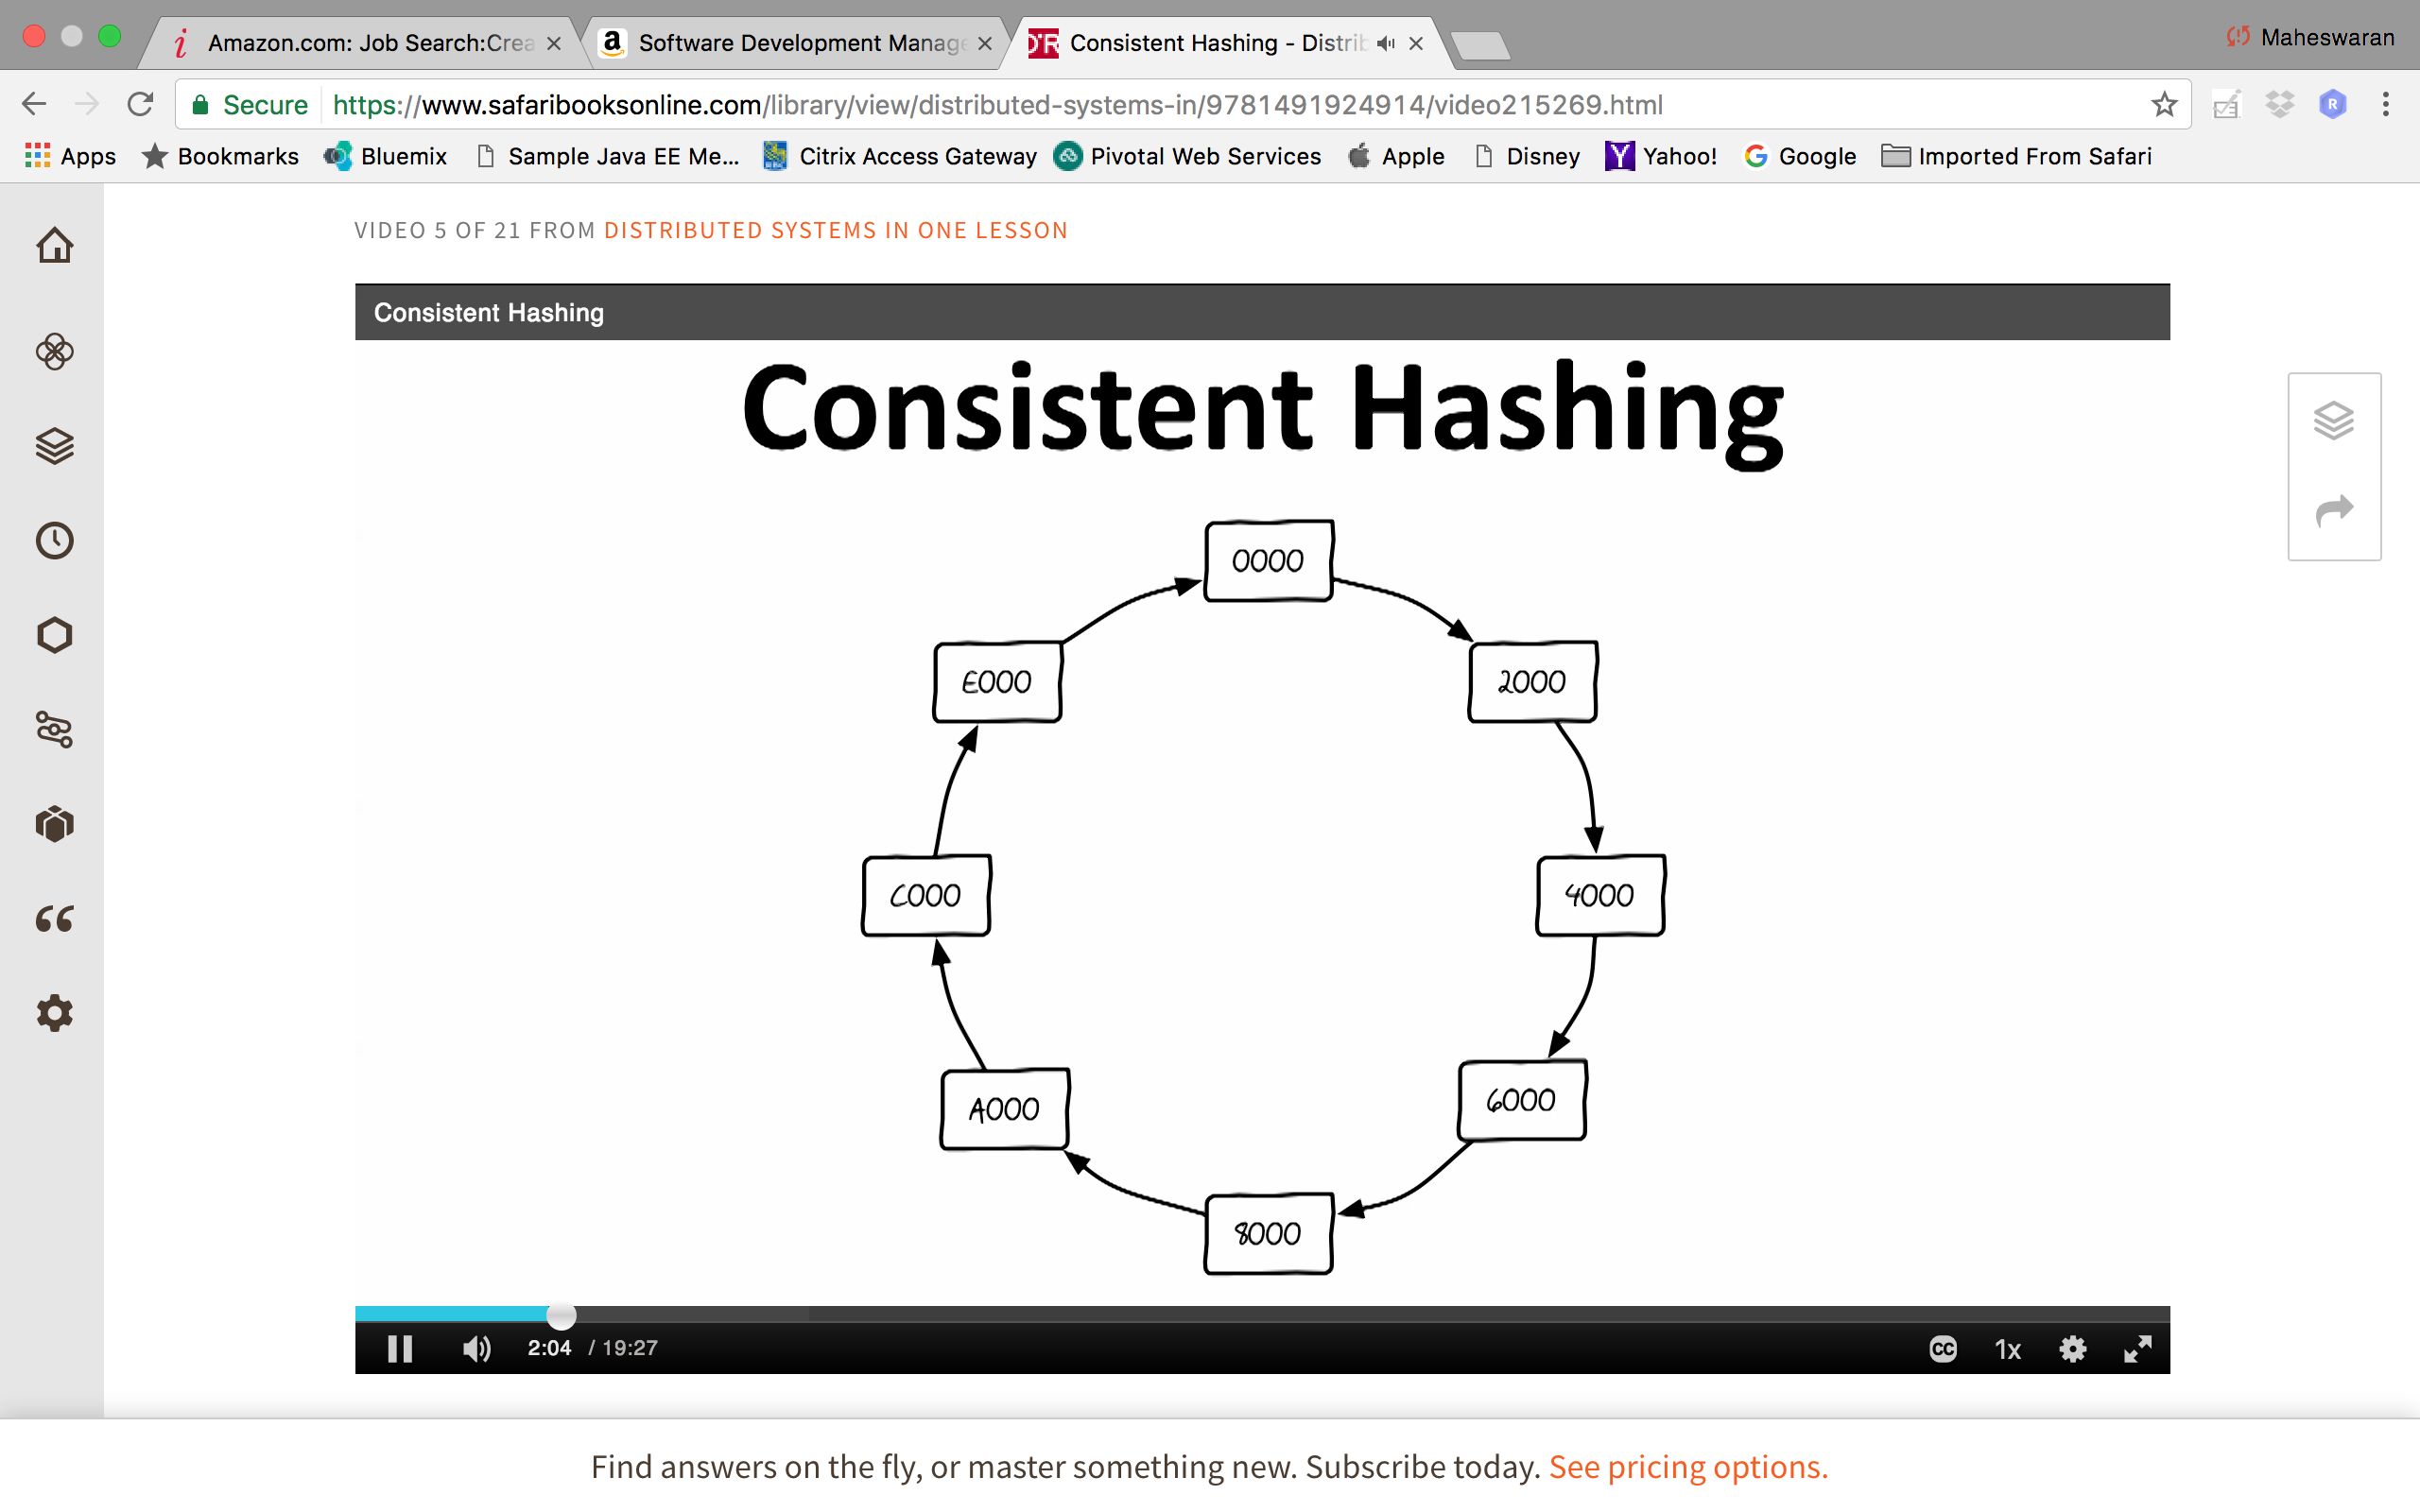 Amazon.com: Job Search:Crea
Software Development Manage
Consistent Hashing - Distrib
Maheswaran
Secure
https://www.safaribooksonline.com/library/view/distributed-systems-in/9781491924914/video215269.html
Apps
Bookmarks
Bluemix
Sample Java EE Me...
Citrix Access Gateway
Pivotal Web Services
Apple
Disney
Yahoo!
Google
Imported From Safari
VIDEO 5 OF 21 FROM DISTRIBUTED SYSTEMS IN ONE LESSON
Consistent Hashing
Consistent Hashing
0000
E000
2000
C000
4000
A000
6000
8000
2:04 / 19:27
CC
1x
Find answers on the fly, or master something new. Subscribe today. See pricing options.